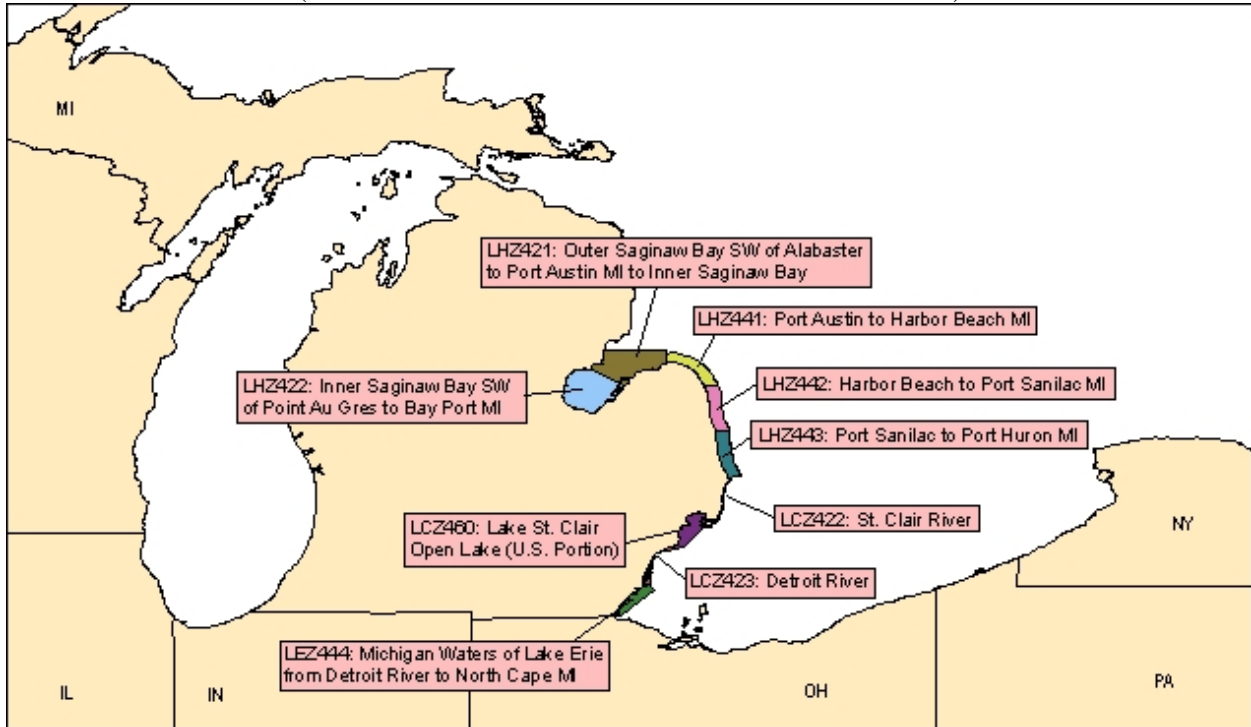 MI
LHZ421: Outer Saginaw Bay SW of Alabaster
to Port Austin MI to Inner Saginaw Bay
LHZ441: Port Austin to Harbor Beach MI
LHZ422: Inner Saginaw Bay SW
of Point Au Gres to Bay Port MI
LHZ442: Harbor Beach to Port Sanilac MI
LHZ443: Port Sanilac to Port Huron MI
LCZ460: Lake St. Clair
Open Lake (U.S. Portion)
LCZ422: St. Clair River
NY
LCZ423: Detroit River
LEZ444: Michigan Waters of Lake Erie
from Detroit River to North Cape MI
IL
IN
OH
PA